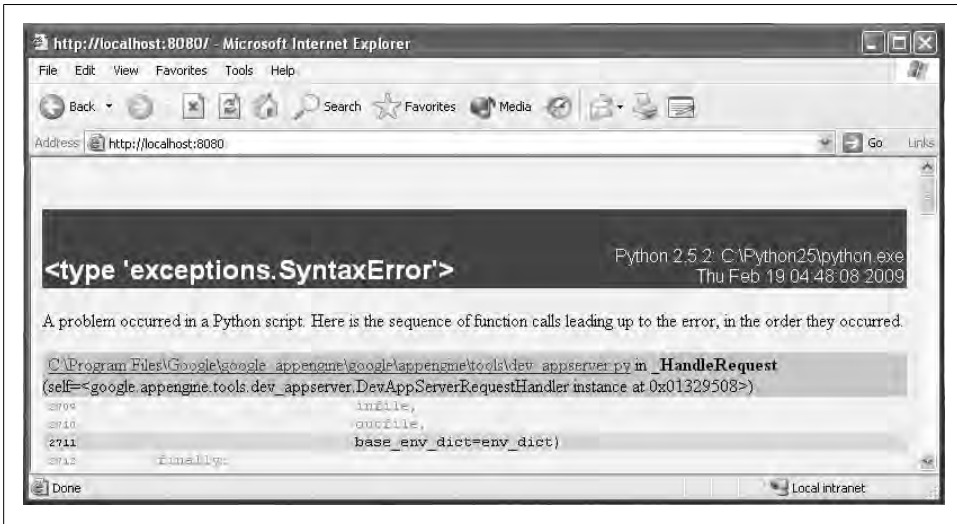 http://localhost:8080/ - Microsoft Internet Explorer
File Edit View Favorites Tools Help
Back Search Favorites Media
Address http://localhost:8080 Go Links
<type 'exceptions.SyntaxError'>
Python 2.5.2: C:\Python25\python.exe
Thu Feb 19 04:48:08 2009
A problem occurred in a Python script. Here is the sequence of function calls leading up to the error, in the order they occurred.
C:\Program Files\Google\google_appengine\google\appengine\tools\dev_appserver.py in _HandleRequest
(self=<google.appengine.tools.dev_appserver.DevAppServerRequestHandler instance at 0x01329508>)
2709 infile,
2710 outfile,
2711 base_env_dict=env_dict)
2712 finally:
Done Local intranet